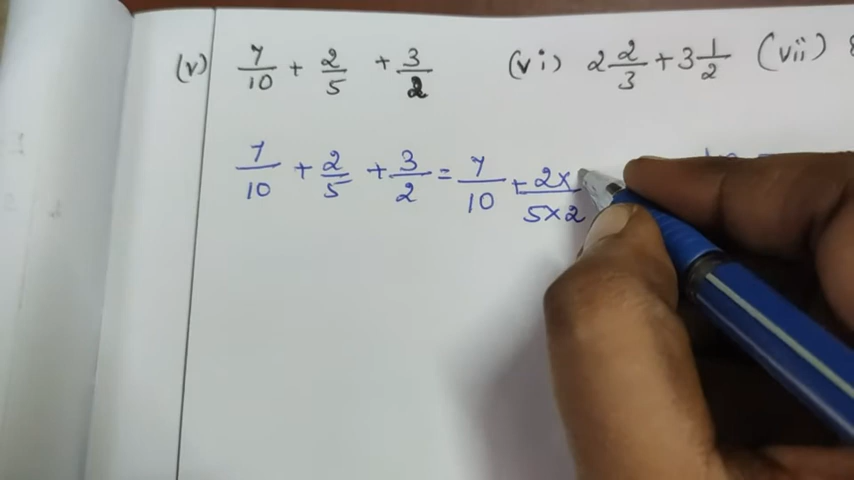 (v) 7/10 + 2/5 + 3/2 (vi) 2 2/3 + 3 1/2 (vii)
7/10 + 2/5 + 3/2 = 7/10 + 2×/5×2